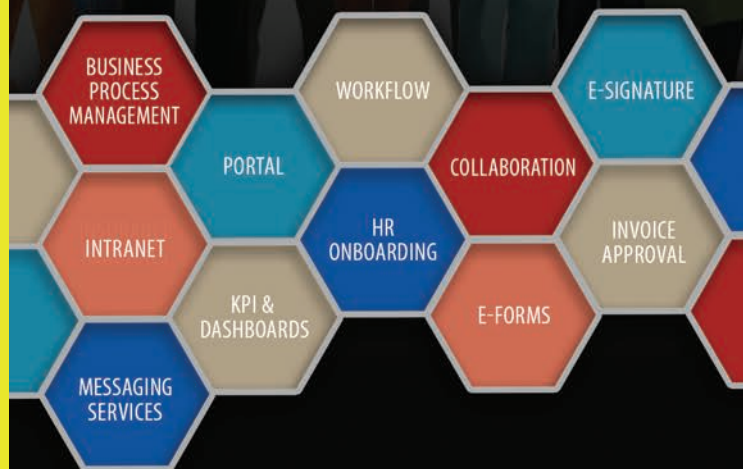 BUSINESS
PROCESS
MANAGEMENT
WORKFLOW
E-SIGNATURE
PORTAL
COLLABORATION
INTRANET
HR
ONBOARDING
INVOICE
APPROVAL
KPI &
DASHBOARDS
E-FORMS
MESSAGING
SERVICES